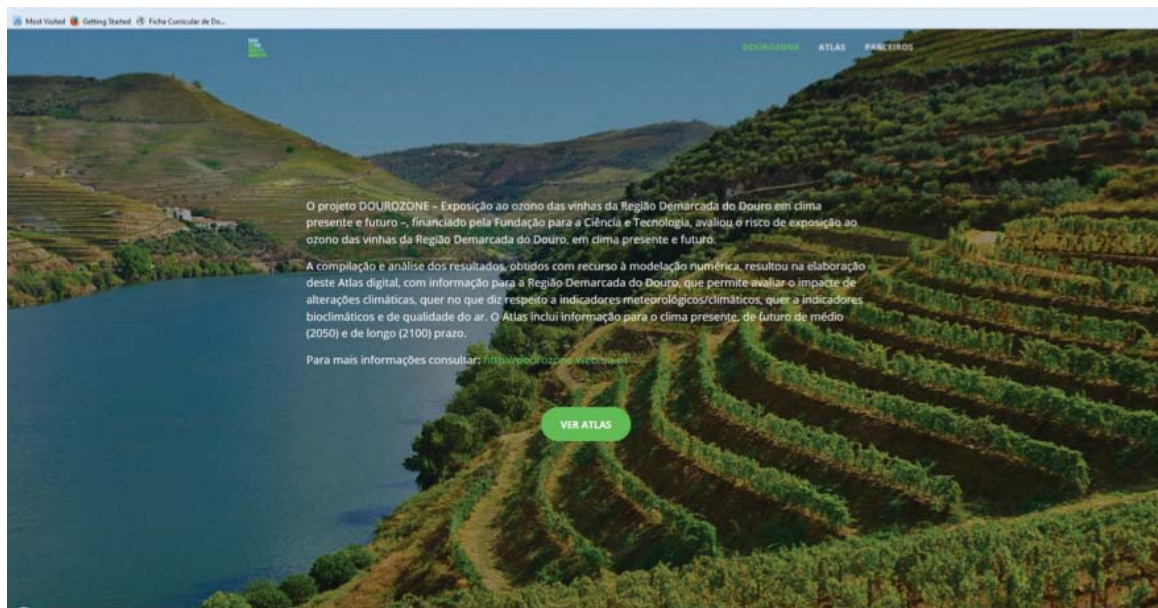 Most Visited Getting Started Ficha Curricular de Do...
DOUROZONE ATLAS PARCEIROS
O projeto DOUROZONE – Exposição ao ozono das vinhas da Região Demarcada do Douro em clima
presente e futuro –, financiado pela Fundação para a Ciência e Tecnologia, avaliou o risco de exposição ao
ozono das vinhas da Região Demarcada do Douro, em clima presente e futuro.
A compilação e análise dos resultados, obtidos com recurso à modelação numérica, resultou na elaboração
deste Atlas digital, com informação para a Região Demarcada do Douro, que permite avaliar o impacte de
alterações climáticas, quer no que diz respeito a indicadores meteorológicos/climáticos, quer a indicadores
bioclimáticos e de qualidade do ar. O Atlas inclui informação para o clima presente, de futuro de médio
(2050) e de longo (2100) prazo.
Para mais informações consultar: http://dourozone.web.ua.pt
VER ATLAS